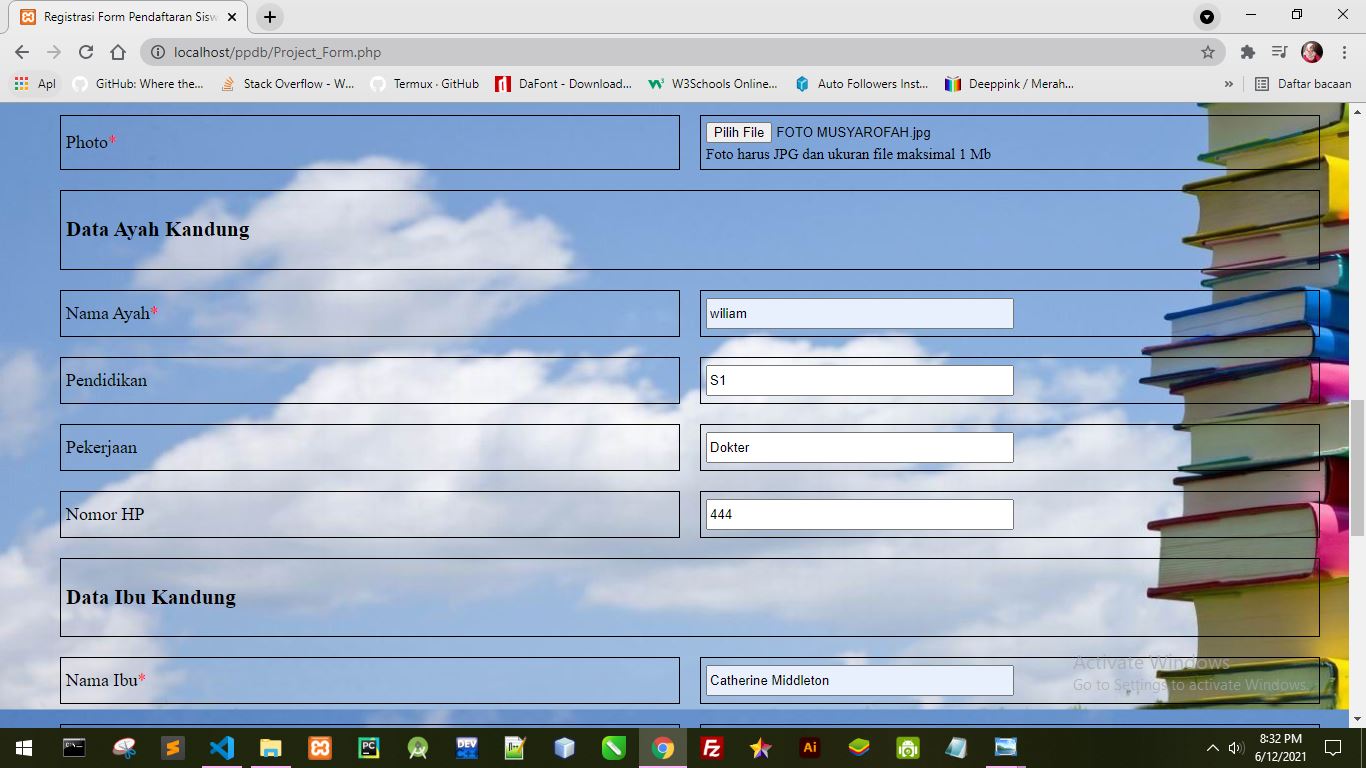 Registrasi Form Pendaftaran Sisw
localhost/ppdb/Project_Form.php
Apl GitHub: Where the... Stack Overflow - W... Termux · GitHub DaFont - Download... W3Schools Online... Auto Followers Inst... Deeppink / Merah... » Daftar bacaan
Photo* Pilih File FOTO MUSYAROFAH.jpg
Foto harus JPG dan ukuran file maksimal 1 Mb
Data Ayah Kandung
Nama Ayah* wiliam
Pendidikan S1
Pekerjaan Dokter
Nomor HP 444
Data Ibu Kandung
Nama Ibu* Catherine Middleton
Activate Windows
Go to Settings to activate Windows.
PC DEV Fz Ai
8:32 PM
6/12/2021